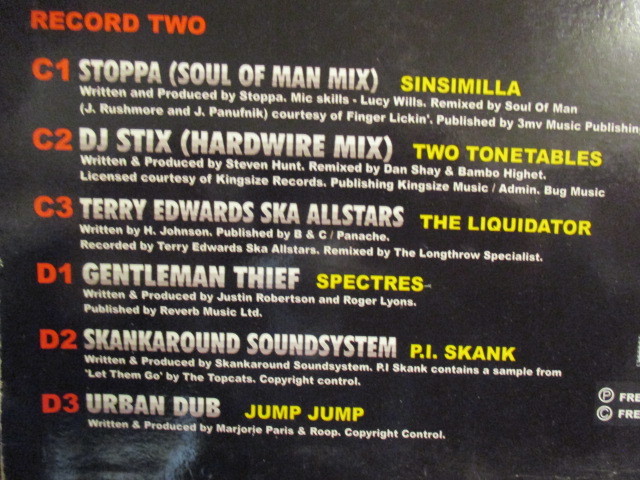 RECORD TWO
C1 STOPPA (SOUL OF MAN MIX) SINSIMILLA
Written and Produced by Stoppa. Mic skills - Lucy Wills. Remixed by Soul Of Man
(J. Rushmore and J. Panufnik) courtesy of Finger Lickin'. Published by 3mv Music Publishing
C2 DJ STIX (HARDWIRE MIX) TWO TONETABLES
Written & Produced by Steven Hunt. Remixed by Dan Shay & Bambo Highet.
Licensed courtesy of Kingsize Records. Publishing Kingsize Music / Admin. Bug Music
C3 TERRY EDWARDS SKA ALLSTARS THE LIQUIDATOR
Written by H. Johnson. Published by B & C / Panache.
Recorded by Terry Edwards Ska Allstars. Remixed by The Longthrow Specialist.
D1 GENTLEMAN THIEF SPECTRES
Written & Produced by Justin Robertson and Roger Lyons.
Published by Reverb Music Ltd.
D2 SKANKAROUND SOUNDSYSTEM P.I. SKANK
Written & Produced by Skankaround Soundsystem. P.I Skank contains a sample from
'Let Them Go' by The Topcats. Copyright control.
D3 URBAN DUB JUMP JUMP
Written & Produced by Marjorie Paris & Roop. Copyright Control.
℗ FRE
© FRE